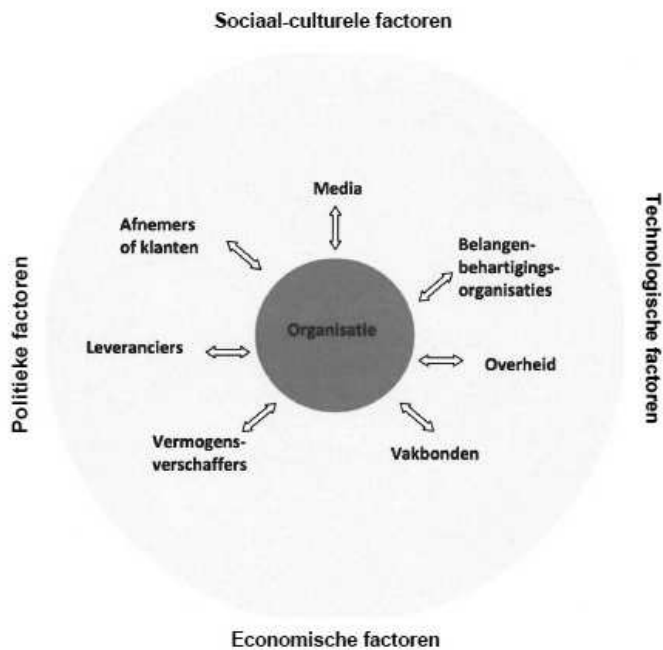 Sociaal-culturele factoren
Media
Afnemers
of klanten
Belangen-
behartigings-
organisaties
Technologische factoren
Politieke factoren
Organisatie
Leveranciers
Overheid
Vermogens-
verschaffers
Vakbonden
Economische factoren